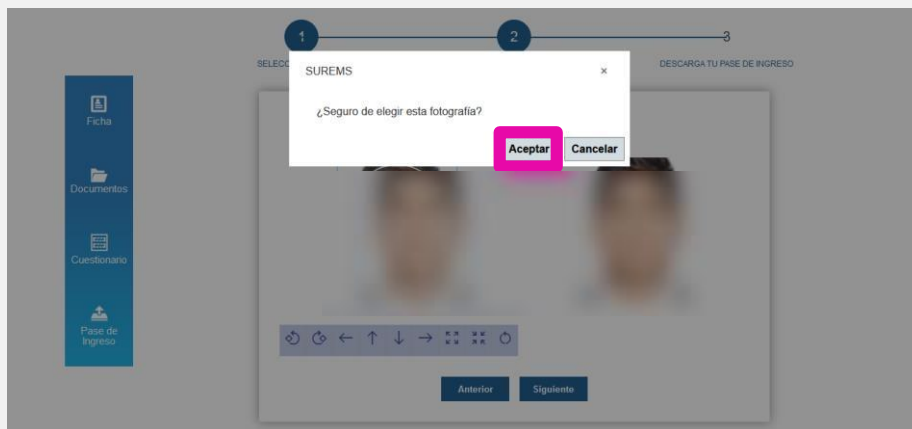 1
2
3
SELECC
DESCARGA TU PASE DE INGRESO
SUREMS
×
¿Seguro de elegir esta fotografía?
Aceptar
Cancelar
Ficha
Documentos
Cuestionario
Pase de
Ingreso
Anterior
Siguiente